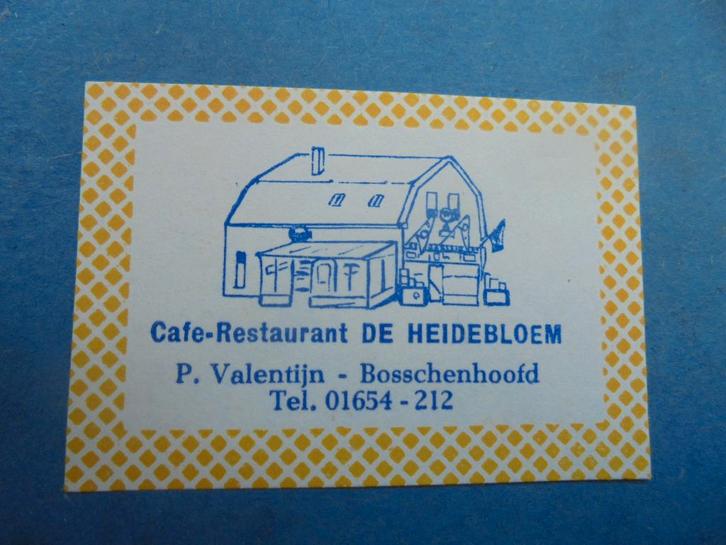 Cafe-Restaurant DE HEIDEBLOEM
P. Valentijn - Bosschenhoofd
Tel. 01654-212